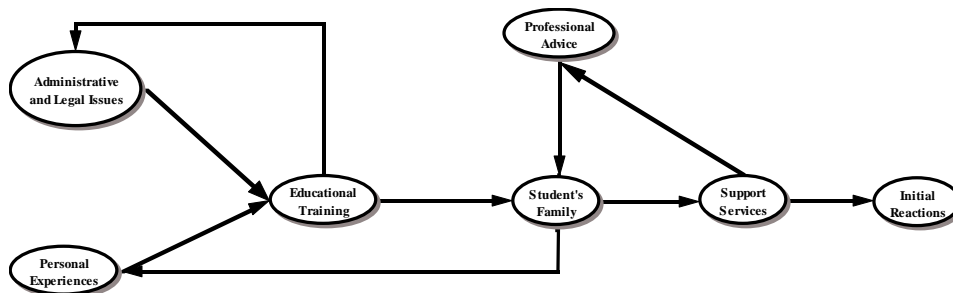 Professional
Advice
Administrative
and Legal Issues
Educational
Training
Student's
Family
Support
Services
Initial
Reactions
Personal
Experiences